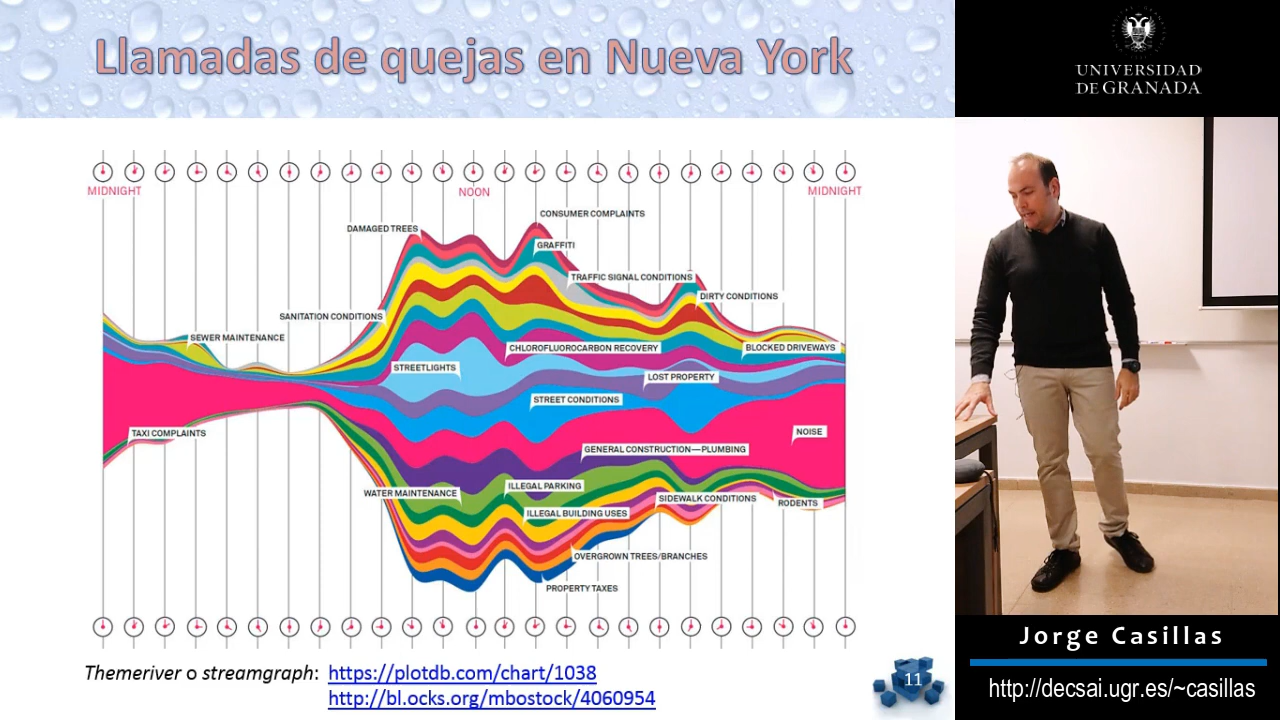 Llamadas de quejas en Nueva York
UNIVERSIDAD
DE GRANADA
MIDNIGHT
NOON
MIDNIGHT
CONSUMER COMPLAINTS
DAMAGED TREES
GRAFFITI
TRAFFIC SIGNAL CONDITIONS
DIRTY CONDITIONS
SANITATION CONDITIONS
SEWER MAINTENANCE
CHLOROFLUOROCARBON RECOVERY
BLOCKED DRIVEWAYS
STREETLIGHTS
LOST PROPERTY
STREET CONDITIONS
TAXI COMPLAINTS
NOISE
GENERAL CONSTRUCTION—PLUMBING
ILLEGAL PARKING
WATER MAINTENANCE
SIDEWALK CONDITIONS
RODENTS
ILLEGAL BUILDING USES
OVERGROWN TREES/BRANCHES
PROPERTY TAXES
Themeriver o streamgraph: https://plotdb.com/chart/1038
http://bl.ocks.org/mbostock/4060954
11
Jorge Casillas
http://decsai.ugr.es/~casillas